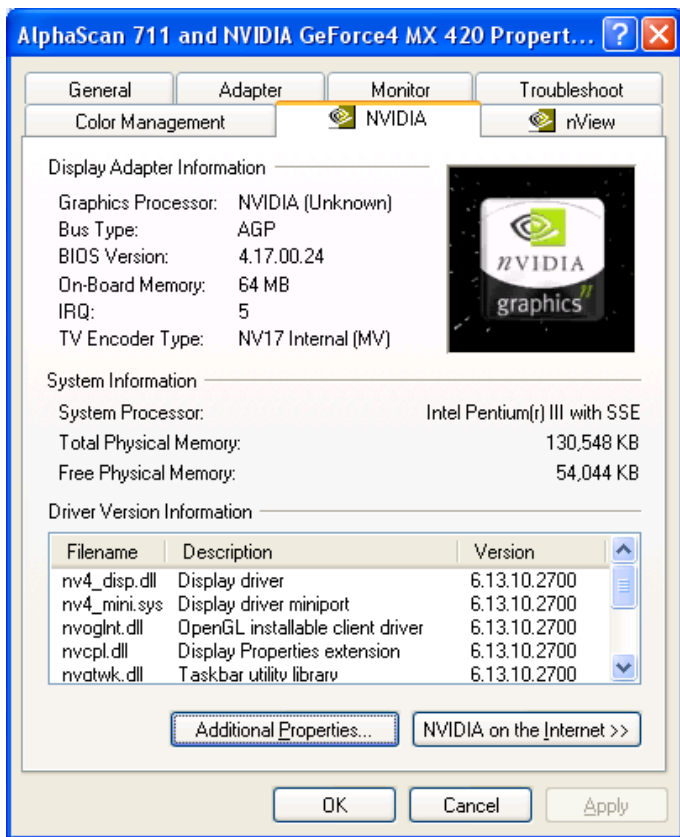 AlphaScan 711 and NVIDIA GeForce4 MX 420 Propert...
General Adapter Monitor Troubleshoot
Color Management NVIDIA nView
Display Adapter Information
Graphics Processor: NVIDIA (Unknown)
Bus Type: AGP
BIOS Version: 4.17.00.24
On-Board Memory: 64 MB
IRQ: 5
TV Encoder Type: NV17 Internal (MV)
nVIDIA
graphics n
System Information
System Processor: Intel Pentium(r) III with SSE
Total Physical Memory: 130,548 KB
Free Physical Memory: 54,044 KB
Driver Version Information
Filename Description Version
nv4_disp.dll Display driver 6.13.10.2700
nv4_mini.sys Display driver miniport 6.13.10.2700
nvoglnt.dll OpenGL installable client driver 6.13.10.2700
nvcpl.dll Display Properties extension 6.13.10.2700
nvqtwk.dll Taskbar utility library 6.13.10.2700
Additional Properties... NVIDIA on the Internet >>
OK Cancel Apply